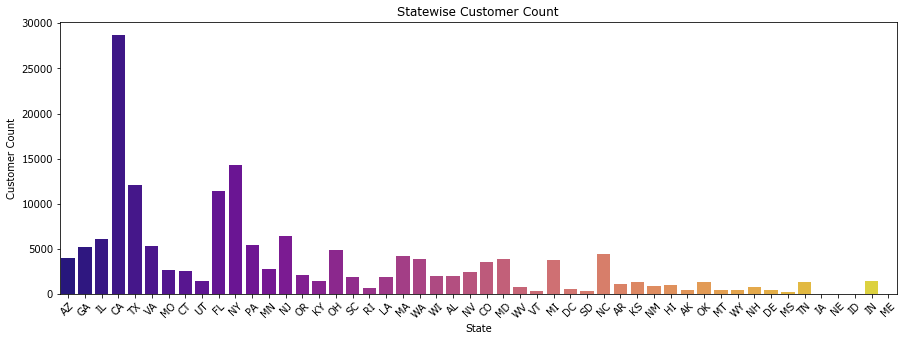 Statewise Customer Count
30000
25000
20000
15000
10000
5000
0
Customer Count
AZ GA IL CA TX VA MO CT UT FL NY PA MN NJ OR KY OH SC RI LA MA WA WI AL NV CO MD WV VT MI DC SD NC AR KS NM HI AK OK MT WY NH DE MS TN IA NE ID IN ME
State